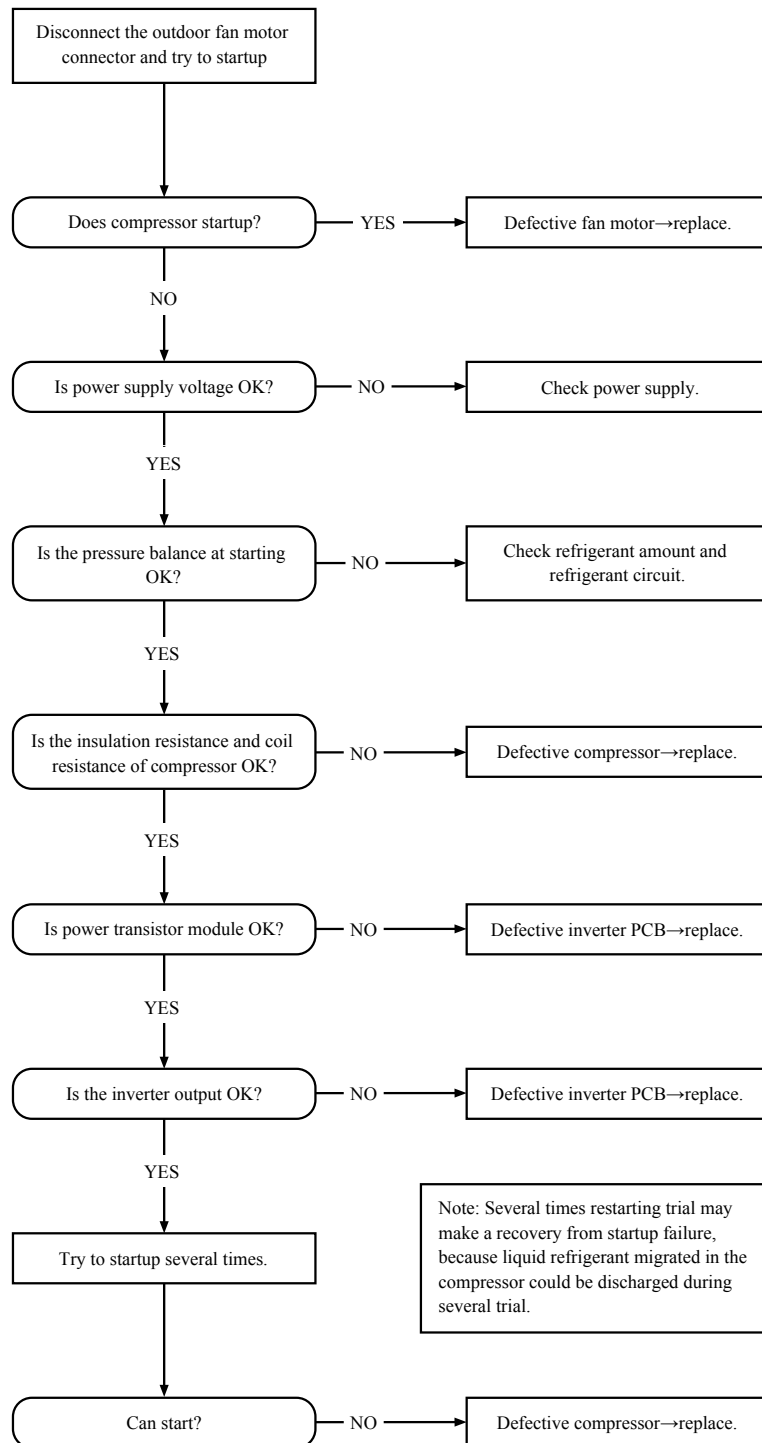 Disconnect the outdoor fan motor
connector and try to startup
Does compressor startup?
YES
Defective fan motor→replace.
NO
Is power supply voltage OK?
NO
Check power supply.
YES
Is the pressure balance at starting
OK?
NO
Check refrigerant amount and
refrigerant circuit.
YES
Is the insulation resistance and coil
resistance of compressor OK?
NO
Defective compressor→replace.
YES
Is power transistor module OK?
NO
Defective inverter PCB→replace.
YES
Is the inverter output OK?
NO
Defective inverter PCB→replace.
YES
Note: Several times restarting trial may
make a recovery from startup failure,
because liquid refrigerant migrated in the
compressor could be discharged during
several trial.
Try to startup several times.
Can start?
NO
Defective compressor→replace.